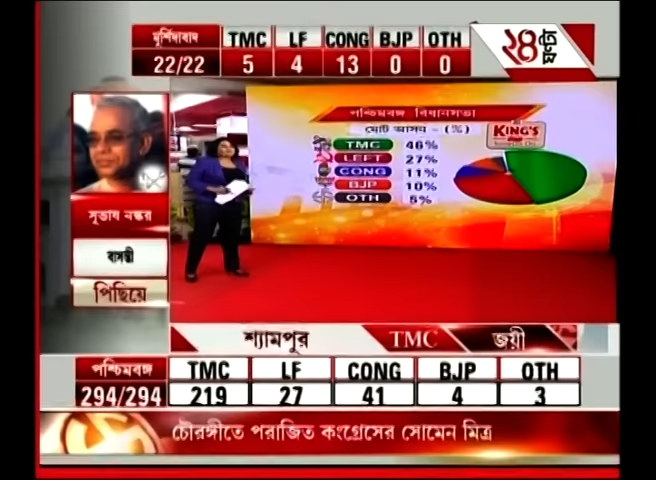 মুর্শিদাবাদ TMC LF CONG BJP OTH
22/22 5 4 13 0 0
২৪ ঘণ্টা
পশ্চিমবঙ্গ বিধানসভা
মোট আসন - (%)
KING'S
TMC 46%
LEFT 27%
CONG 11%
BJP 10%
OTH 5%
সুভাষ নস্কর
বাসন্তী
পিছিয়ে
শ্যামপুর TMC জয়ী
পশ্চিমবঙ্গ TMC LF CONG BJP OTH
294/294 219 27 41 4 3
চৌরঙ্গীতে পরাজিত কংগ্রেসের সোমেন মিত্র